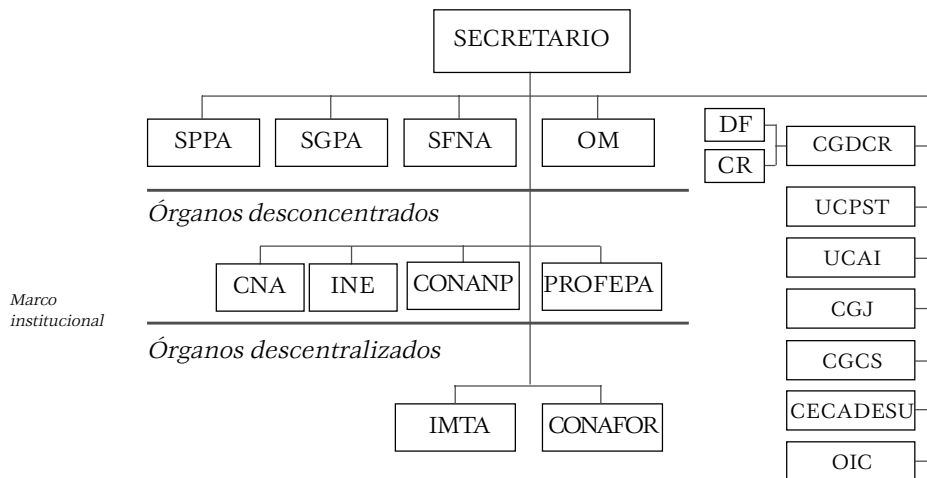 SECRETARIO
SPPA
SGPA
SFNA
OM
DF
CR
CGDCR
Órganos desconcentrados
UCPST
UCAI
CNA
INE
CONANP
PROFEPA
Marco
institucional
CGJ
Órganos descentralizados
CGCS
IMTA
CONAFOR
CECADESU
OIC